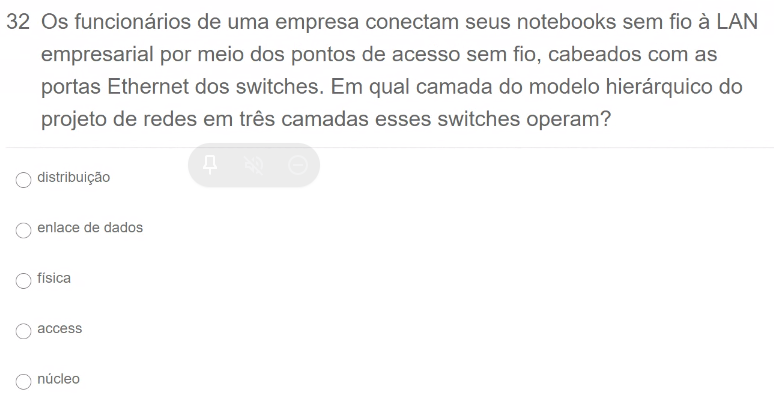 32 Os funcionários de uma empresa conectam seus notebooks sem fio à LAN
empresarial por meio dos pontos de acesso sem fio, cabeados com as
portas Ethernet dos switches. Em qual camada do modelo hierárquico do
projeto de redes em três camadas esses switches operam?
distribuição
enlace de dados
física
access
núcleo